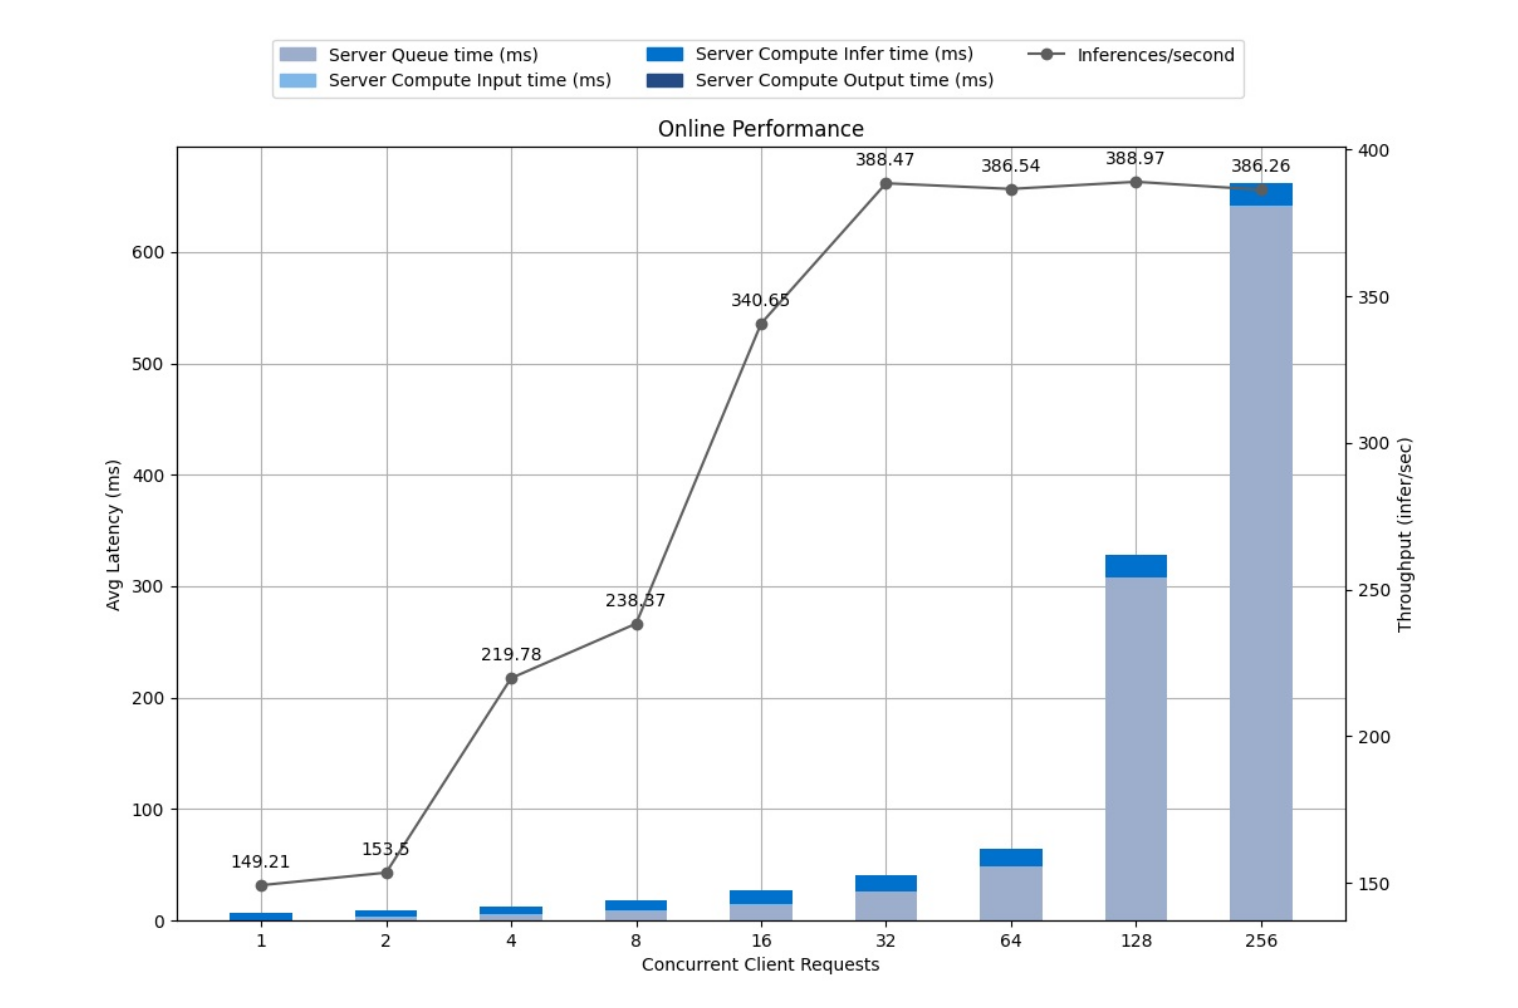 Server Queue time (ms)
Server Compute Input time (ms)
Server Compute Infer time (ms)
Server Compute Output time (ms)
Inferences/second
Online Performance
388.47
386.54
388.97
386.26
340.65
238.37
219.78
153.5
149.21
Avg Latency (ms)
600
500
400
300
200
100
0
Throughput (infer/sec)
400
350
300
250
200
150
1 2 4 8 16 32 64 128 256
Concurrent Client Requests